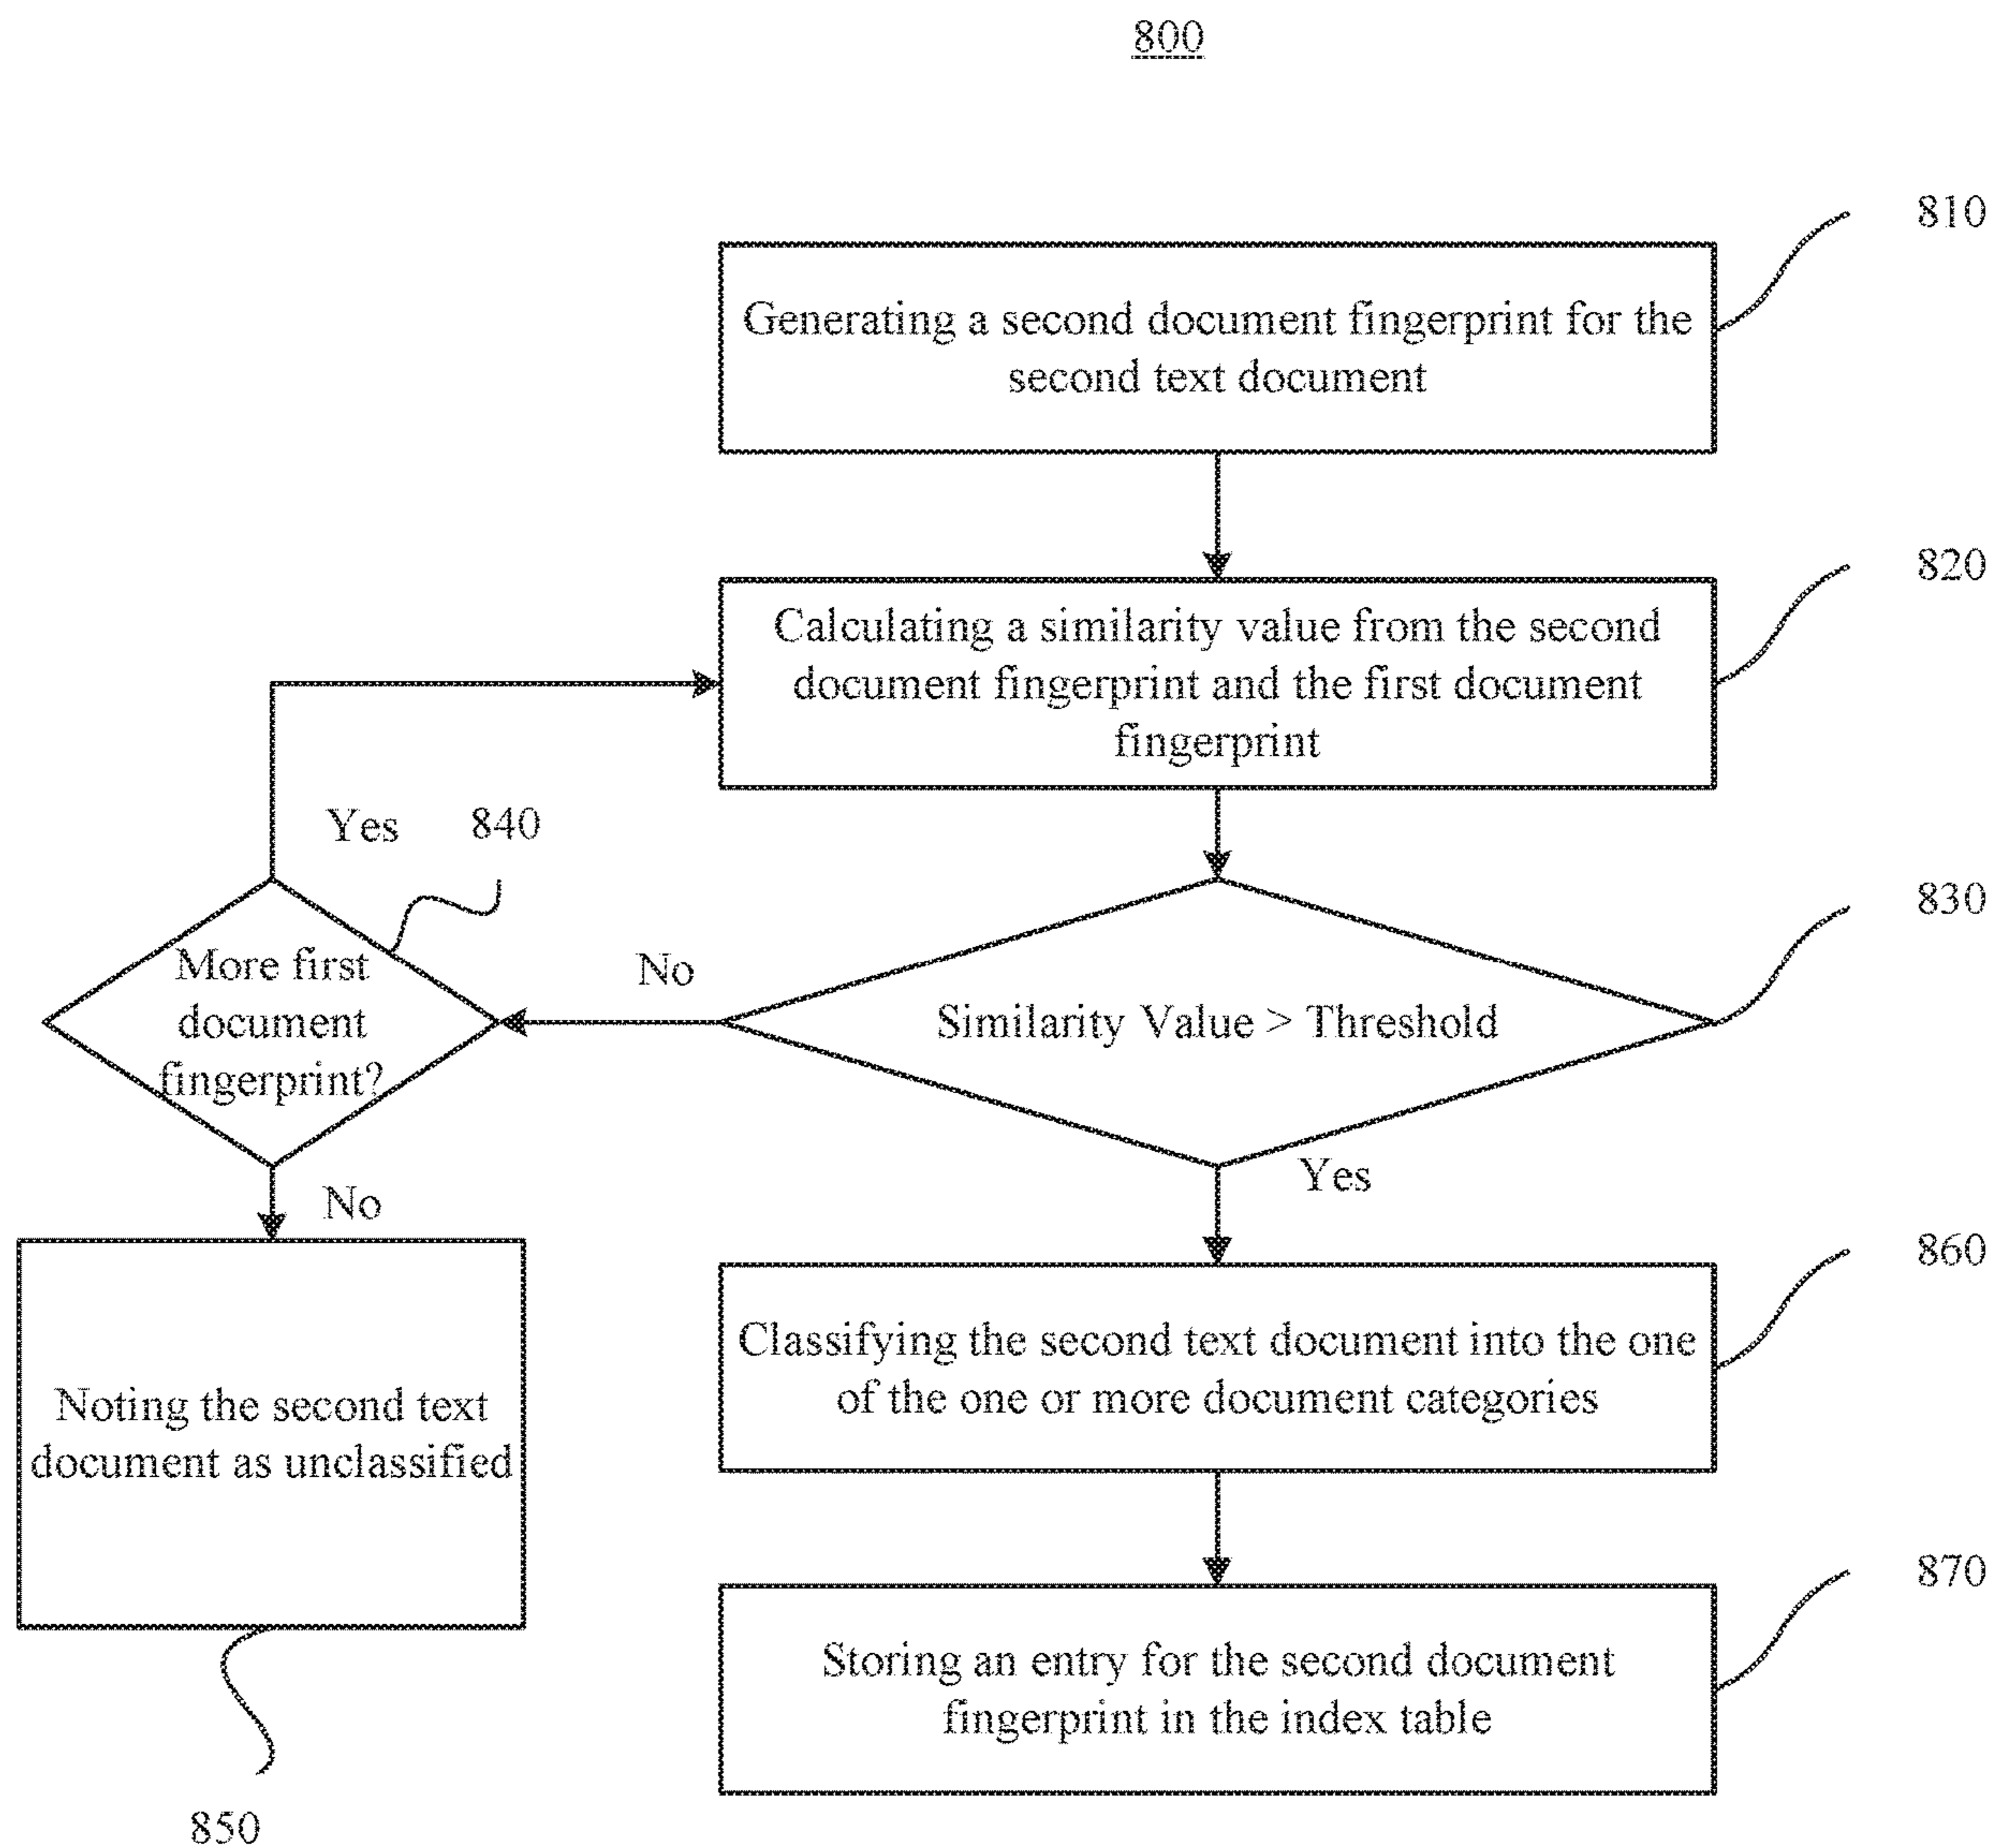 800
810
Generating a second document fingerprint for the
second text document
820
Calculating a similarity value from the second
document fingerprint and the first document
fingerprint
Yes
840
830
More first
document
fingerprint?
No
Similarity Value > Threshold
Yes
No
860
Classifying the second text document into the one
of the one or more document categories
Noting the second text
document as unclassified
870
Storing an entry for the second document
fingerprint in the index table
850